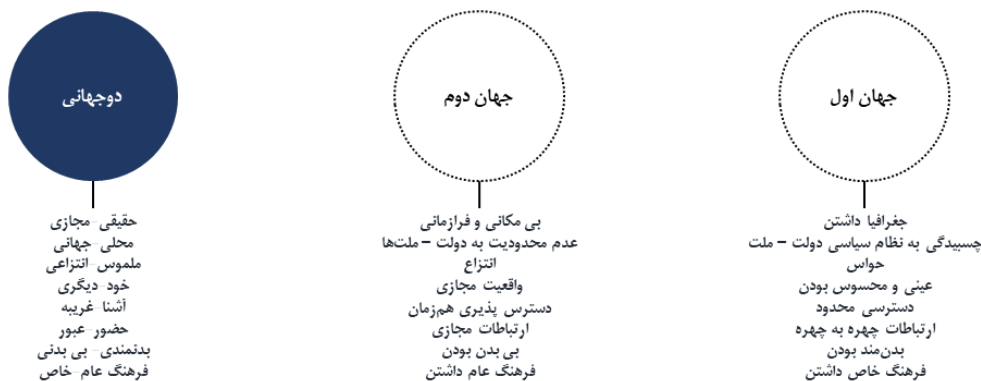 جهان اول
جغرافیا داشتن
چسبیدگی به نظام سیاسی دولت – ملت
حواس
عینی و محسوس بودن
دسترسی محدود
ارتباطات چهره به چهره
بدن‌مند بودن
فرهنگ خاص داشتن
جهان دوم
بی مکانی و فرازمانی
عدم محدودیت به دولت – ملت‌ها
انتزاع
واقعیت مجازی
دسترس پذیری هم‌زمان
ارتباطات مجازی
بی بدن بودن
فرهنگ عام داشتن
دوجهانی
حقیقی-مجازی
محلی-جهانی
ملموس-انتزاعی
خود-دیگری
آشنا-غریبه
حضور-عبور
بدنمندی- بی بدنی
فرهنگ عام-خاص